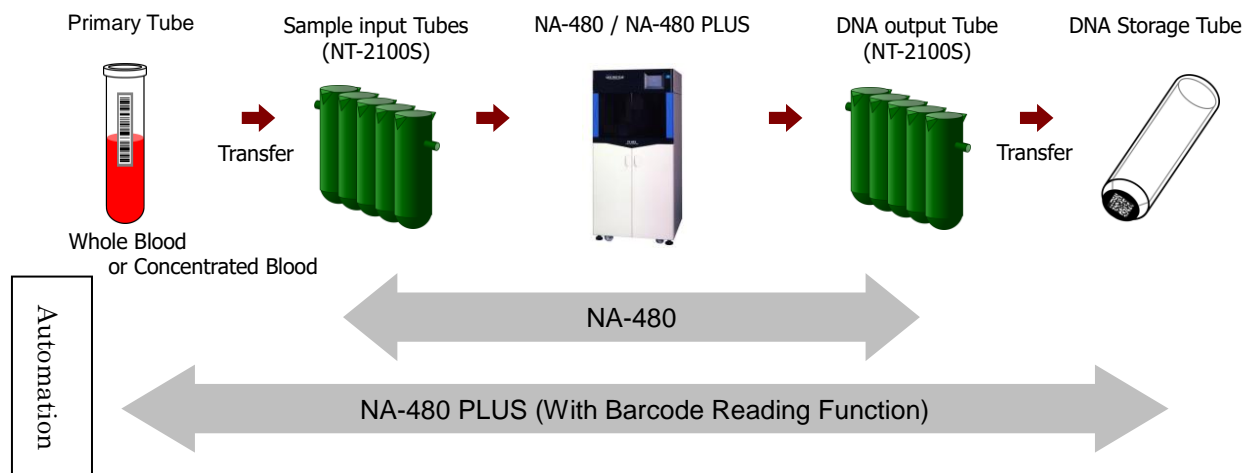 Primary Tube
Sample input Tubes
(NT-2100S)
NA-480 / NA-480 PLUS
DNA output Tube
(NT-2100S)
DNA Storage Tube
Transfer
Transfer
Whole Blood
or Concentrated Blood
Automation
NA-480
NA-480 PLUS (With Barcode Reading Function)